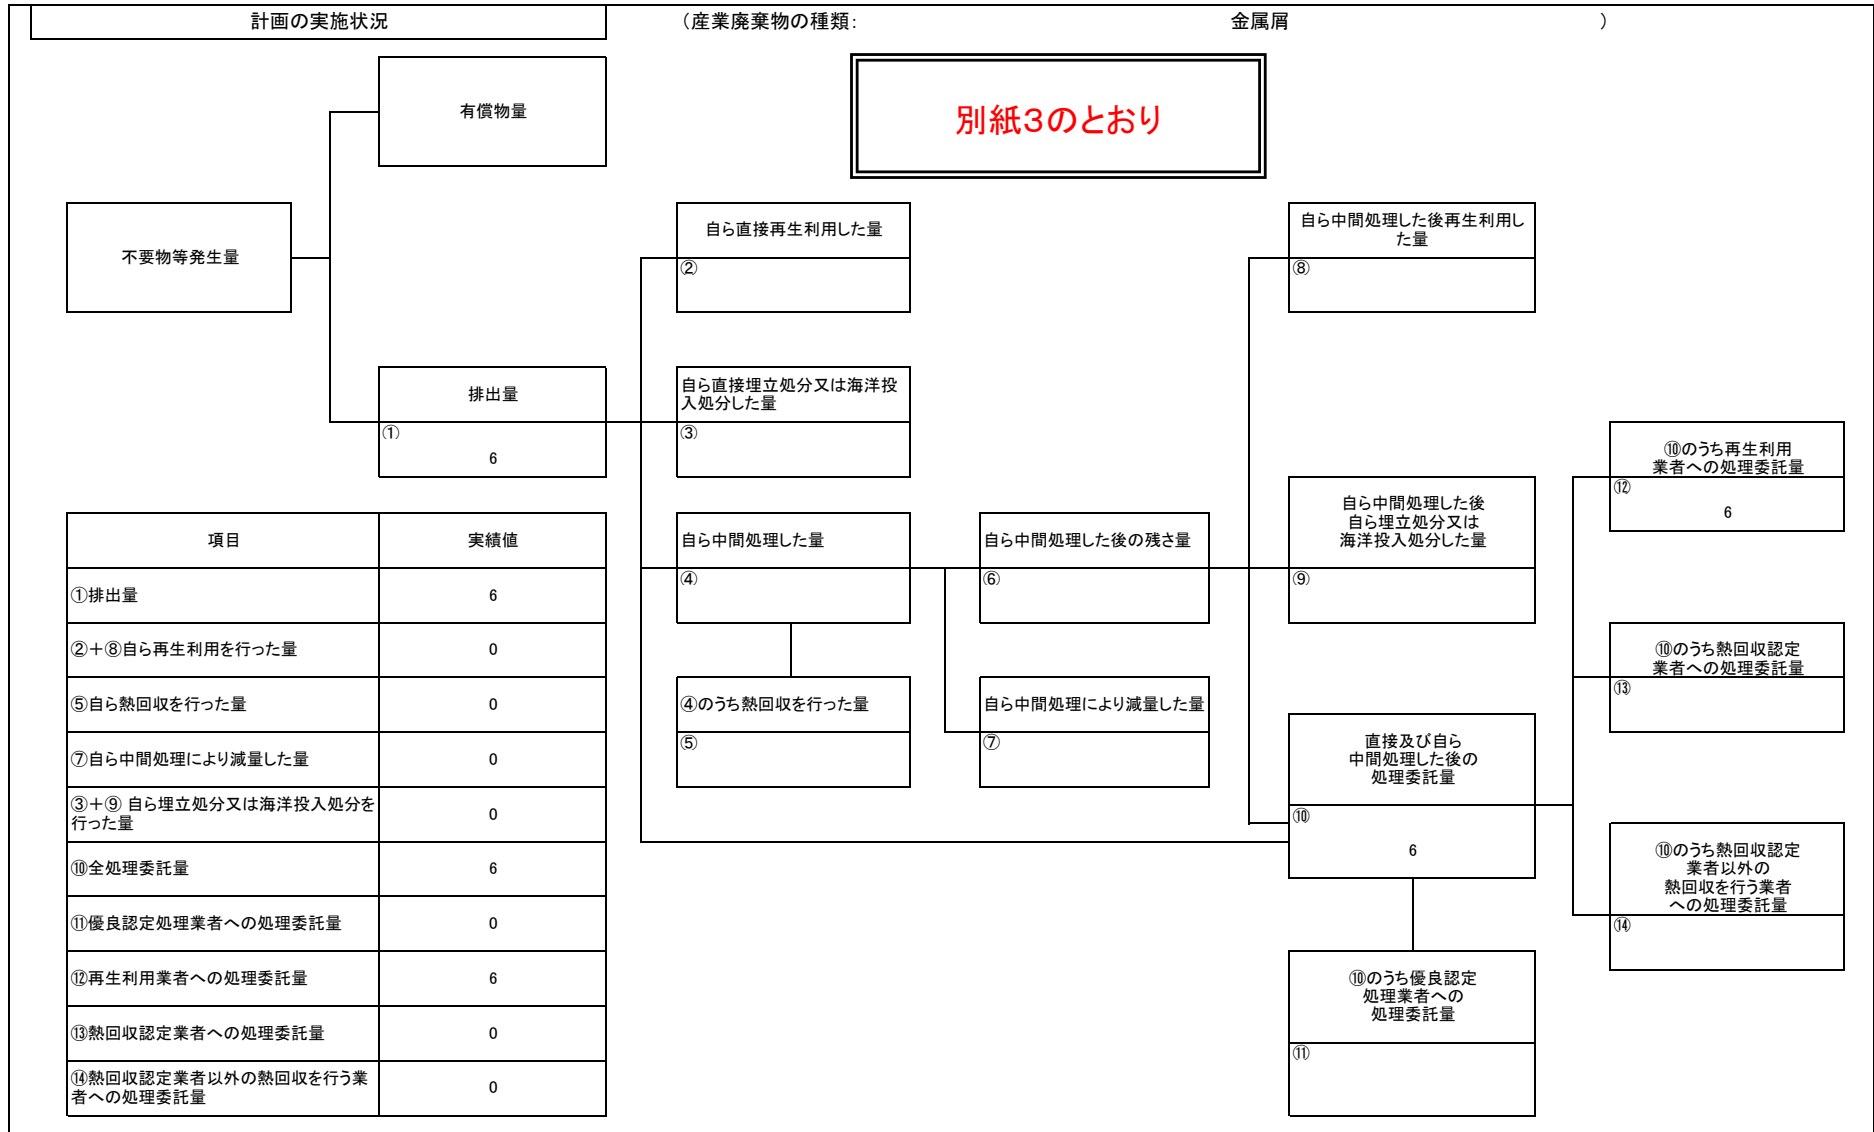 計画の実施状況
（産業廃棄物の種類： 金属屑 ）
有償物量
別紙３のとおり
不要物等発生量
自ら直接再生利用した量
②
自ら中間処理した後再生利用し
た量
⑧
排出量
①
6
自ら直接埋立処分又は海洋投
入処分した量
③
⑩のうち再生利用
業者への処理委託量
⑫
6
自ら中間処理した量
④
自ら中間処理した後の残さ量
⑥
自ら中間処理した後
自ら埋立処分又は
海洋投入処分した量
⑨
⑩のうち熱回収認定
業者への処理委託量
⑬
④のうち熱回収を行った量
⑤
自ら中間処理により減量した量
⑦
直接及び自ら
中間処理した後の
処理委託量
⑩
6
⑩のうち熱回収認定
業者以外の
熱回収を行う業者
への処理委託量
⑭
⑩のうち優良認定
処理業者への
処理委託量
⑪
項目 実績値
①排出量 6
②＋⑧自ら再生利用を行った量 0
⑤自ら熱回収を行った量 0
⑦自ら中間処理により減量した量 0
③＋⑨ 自ら埋立処分又は海洋投入処分を
行った量 0
⑩全処理委託量 6
⑪優良認定処理業者への処理委託量 0
⑫再生利用業者への処理委託量 6
⑬熱回収認定業者への処理委託量 0
⑭熱回収認定業者以外の熱回収を行う業
者への処理委託量 0